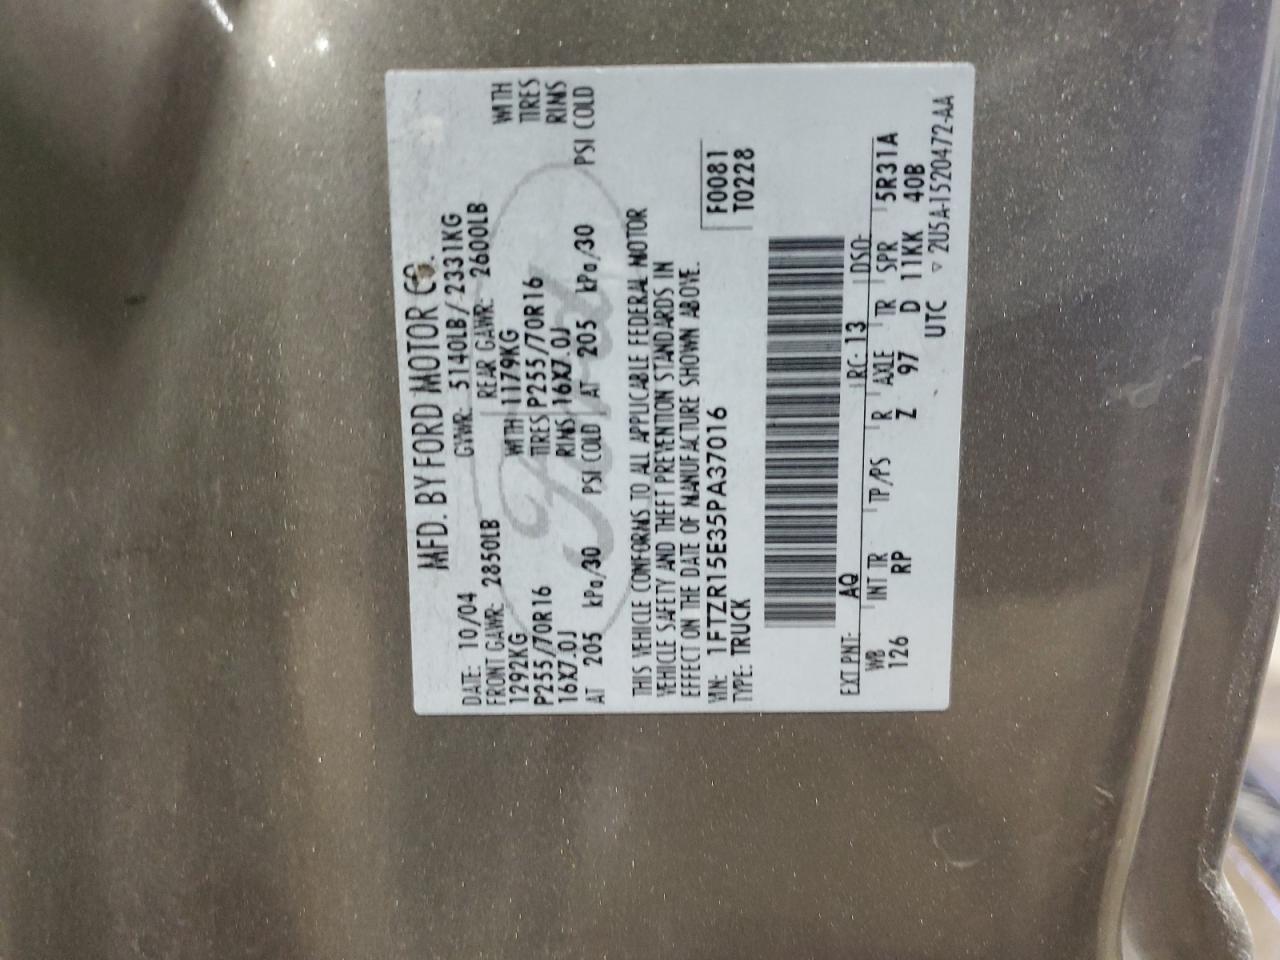 MFD. BY FORD MOTOR CO.
DATE: 10/04 GVWR: 5140LB / 2331KG
FRONT GAWR: 2850LB REAR GAWR: 2600LB
1292KG WITH 1179KG WITH
P255/70R16 TIRES P255/70R16 TIRES
16X7.0J RIMS 16X7.0J RIMS
AT 205 kPa/30 PSI COLD AT 205 kPa/30 PSI COLD
THIS VEHICLE CONFORMS TO ALL APPLICABLE FEDERAL MOTOR
VEHICLE SAFETY AND THEFT PREVENTION STANDARDS IN
EFFECT ON THE DATE OF MANUFACTURE SHOWN ABOVE.
VIN: 1FTZR15E35PA37016 F0081
TYPE: TRUCK T0228
EXT PNT: AQ RC: 13 DSO:
WB INT TR TP/PS R AXLE TR SPR 5R31A
126 RP Z 97 D 11KK 40B
UTC ▽ 2U5A-1520472-AA
Ford